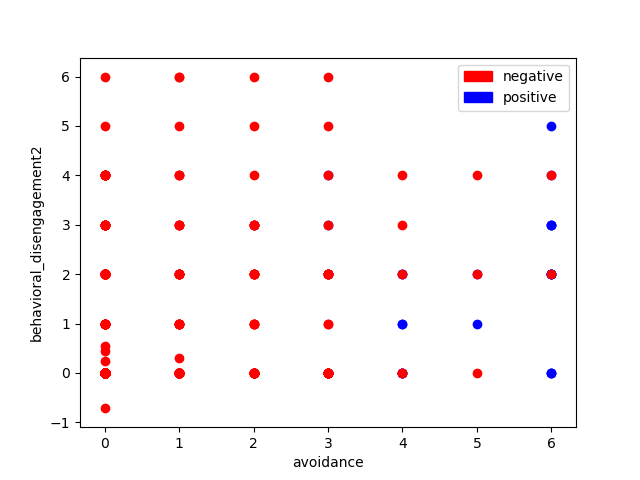 6
5
4
3
2
1
0
−1
behavioral_disengagement2
negative
positive
0 1 2 3 4 5 6
avoidance